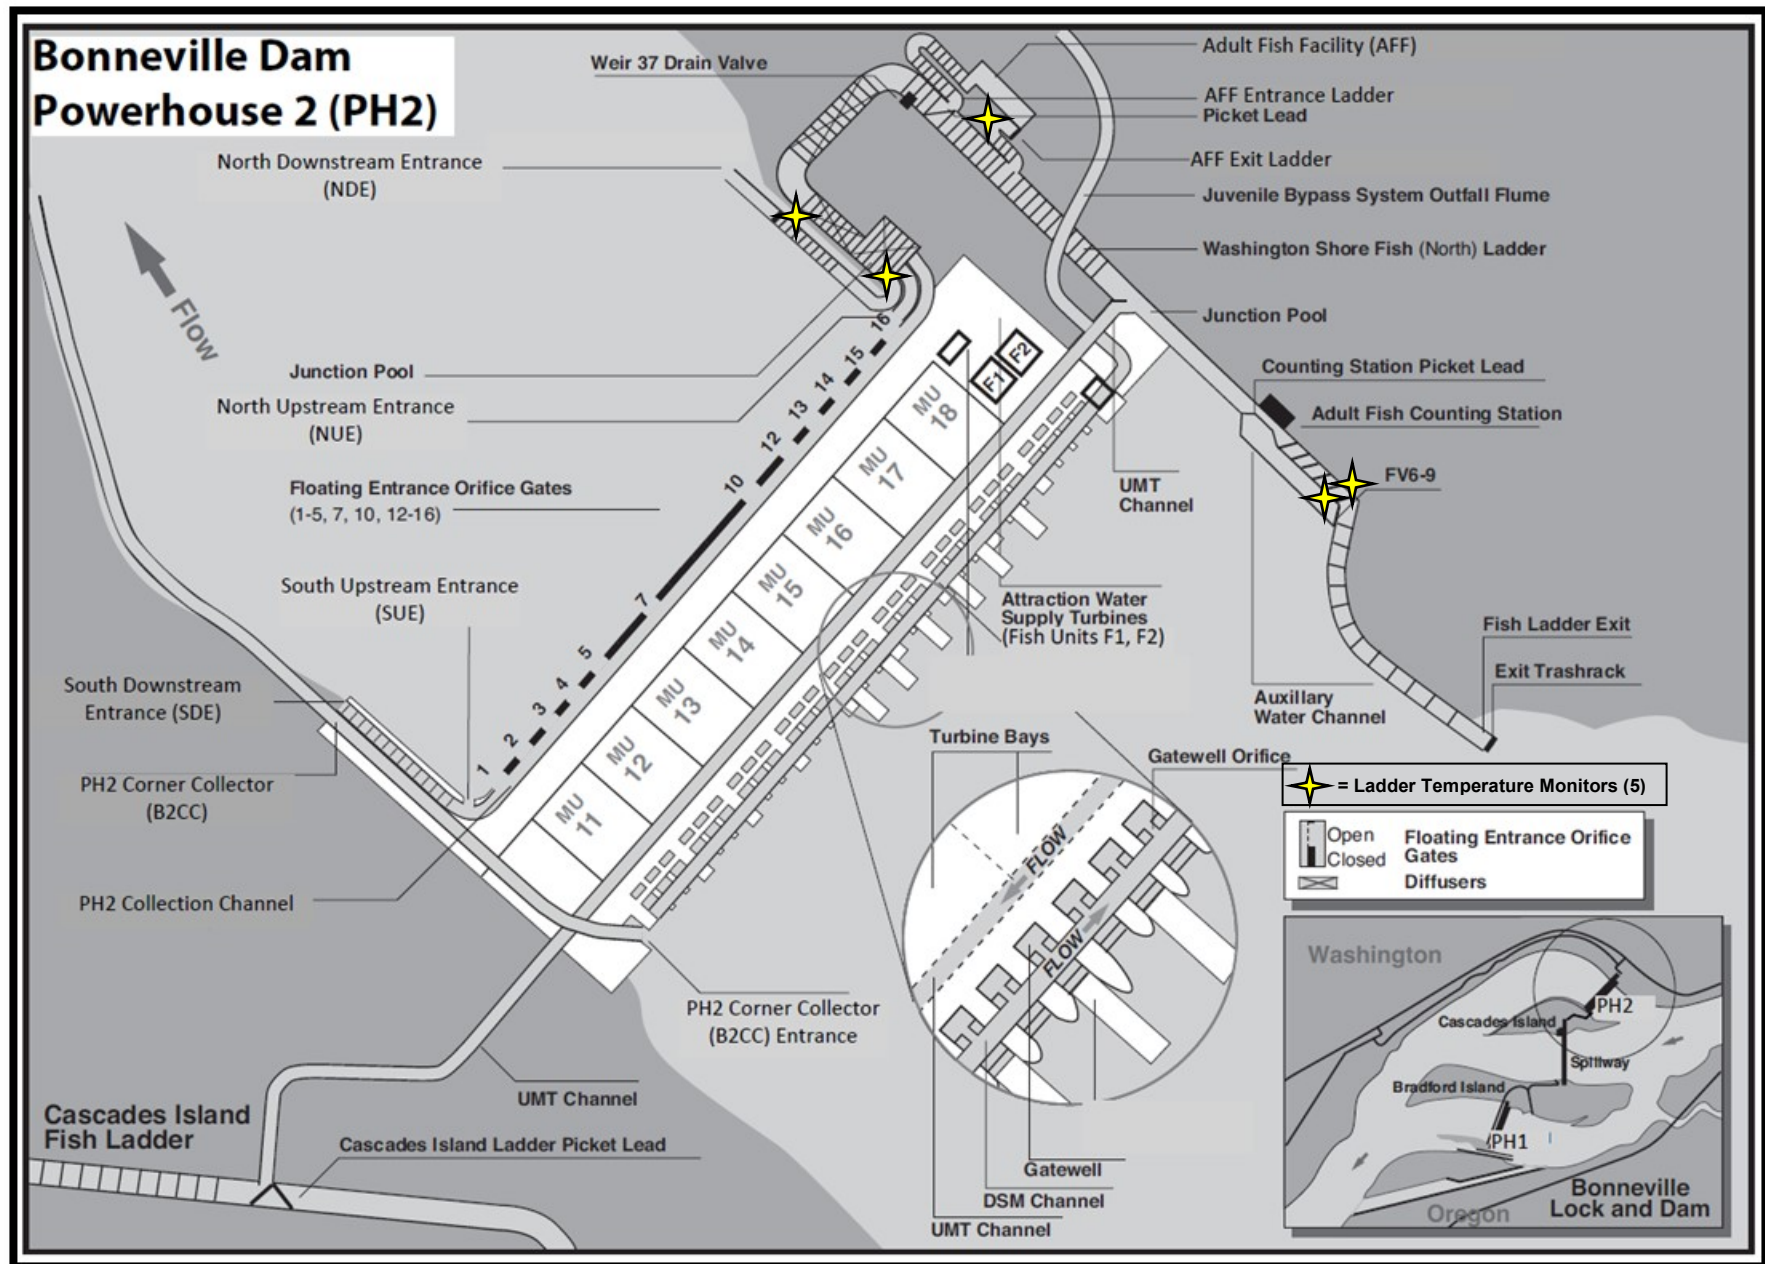 Bonneville Dam
Powerhouse 2 (PH2)
Weir 37 Drain Valve
Adult Fish Facility (AFF)
AFF Entrance Ladder
Picket Lead
AFF Exit Ladder
North Downstream Entrance
(NDE)
Juvenile Bypass System Outfall Flume
Washington Shore Fish (North) Ladder
Flow
Junction Pool
Junction Pool
Counting Station Picket Lead
North Upstream Entrance
(NUE)
Adult Fish Counting Station
Floating Entrance Orifice Gates
(1-5, 7, 10, 12-16)
FV6-9
UMT
Channel
16
15
14
13
12
10
7
5
4
3
2
1
F2
F1
MU
18
MU
17
MU
16
MU
15
MU
14
MU
13
MU
12
MU
11
South Upstream Entrance
(SUE)
Attraction Water
Supply Turbines
(Fish Units F1, F2)
Fish Ladder Exit
Exit Trashrack
South Downstream
Entrance (SDE)
Auxillary
Water Channel
Turbine Bays
Gatewell Orifice
PH2 Corner Collector
(B2CC)
= Ladder Temperature Monitors (5)
Open
Closed
Floating Entrance Orifice
Gates
Diffusers
FLOW
FLOW
PH2 Collection Channel
PH2 Corner Collector
(B2CC) Entrance
UMT Channel
Cascades Island
Fish Ladder
Cascades Island Ladder Picket Lead
Gatewell
DSM Channel
UMT Channel
Washington
PH2
Cascades Island
Spillway
Bradford Island
PH1
Bonneville
Lock and Dam
Oregon